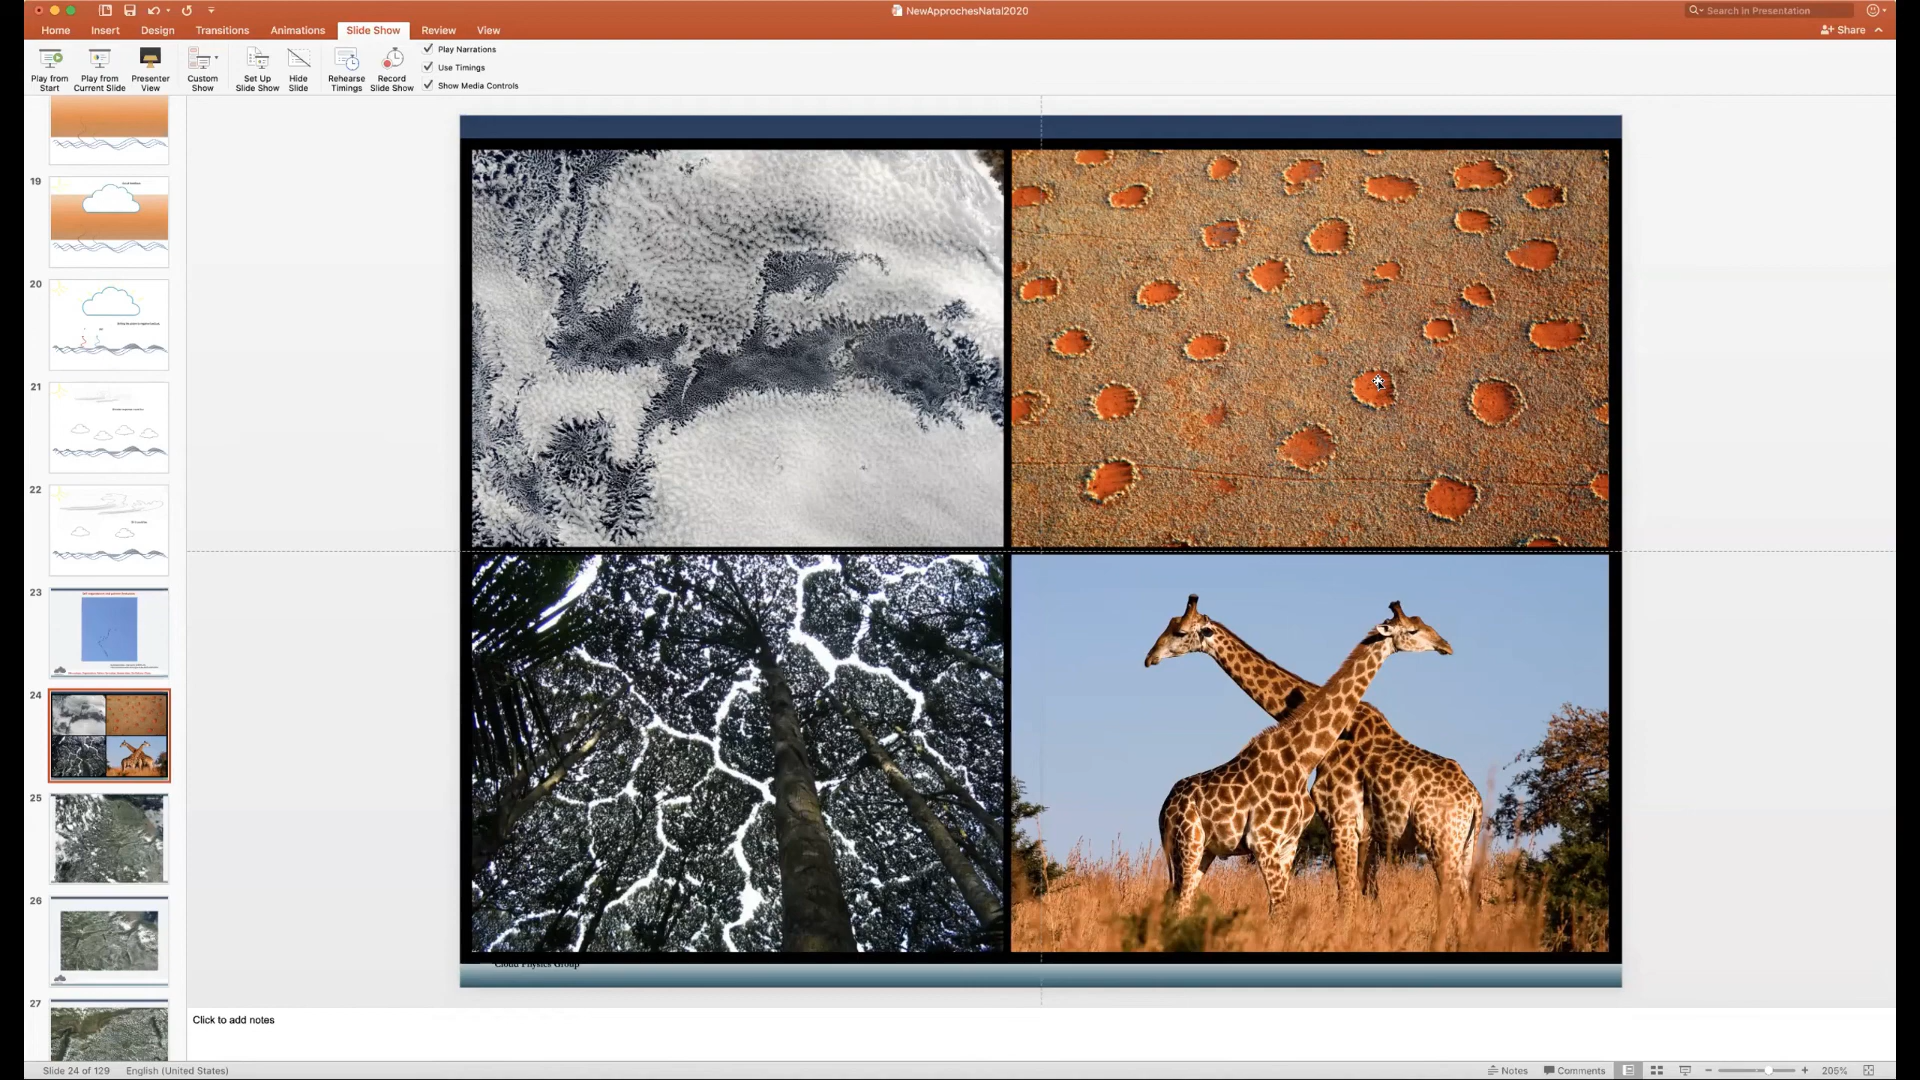 NewApprochesNatal2020
Search in Presentation
Home Insert Design Transitions Animations Slide Show Review View
Share
Play from Start
Play from Current Slide
Presenter View
Custom Show
Set Up Slide Show
Hide Slide
Rehearse Timings
Record Slide Show
Play Narrations
Use Timings
Show Media Controls
19
20
21
22
23
24
25
26
27
Cloud Physics Group
Click to add notes
Slide 24 of 129 English (United States)
Notes Comments 205%